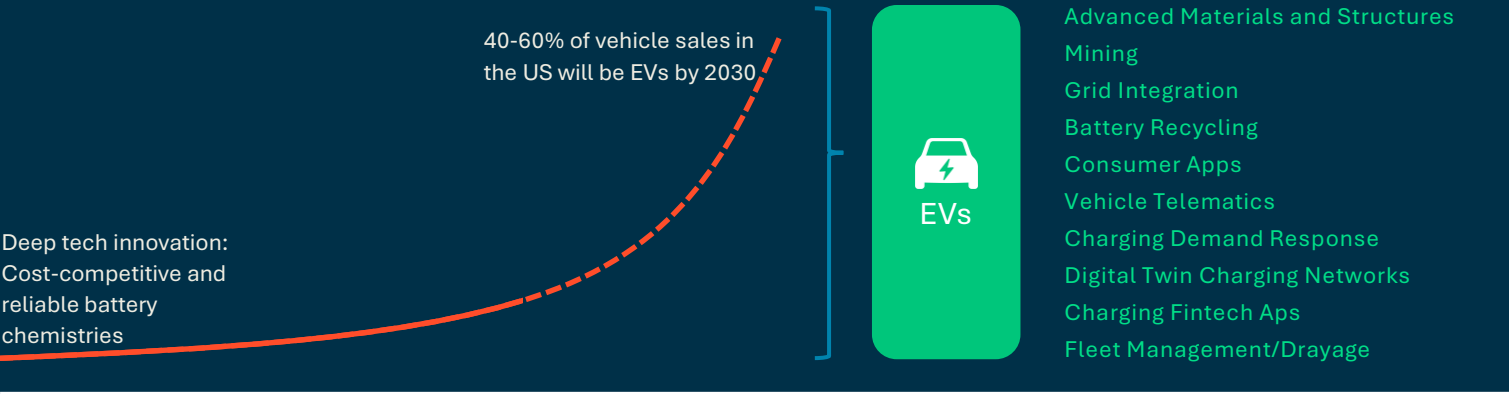 40-60% of vehicle sales in
the US will be EVs by 2030
Deep tech innovation:
Cost-competitive and
reliable battery
chemistries
EVs
Advanced Materials and Structures
Mining
Grid Integration
Battery Recycling
Consumer Apps
Vehicle Telematics
Charging Demand Response
Digital Twin Charging Networks
Charging Fintech Aps
Fleet Management/Drayage